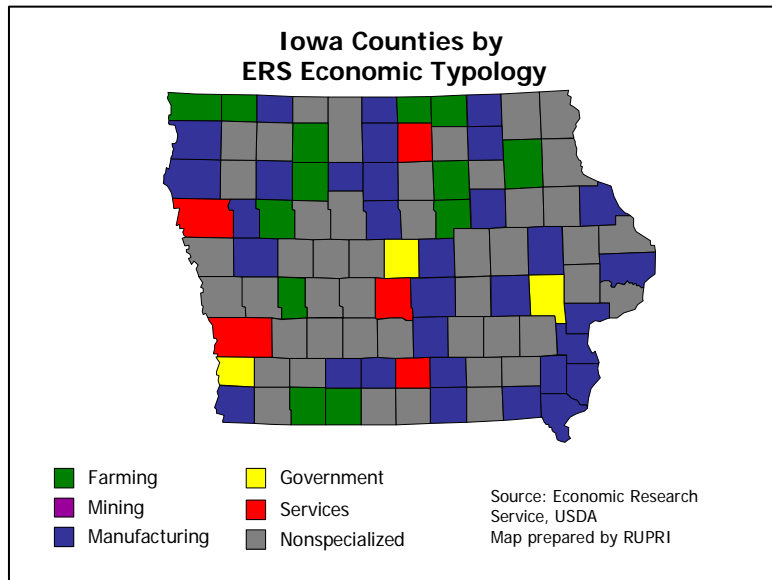 Iowa Counties by
ERS Economic Typology
Farming
Mining
Manufacturing
Government
Services
Nonspecialized
Source: Economic Research
Service, USDA
Map prepared by RUPRI